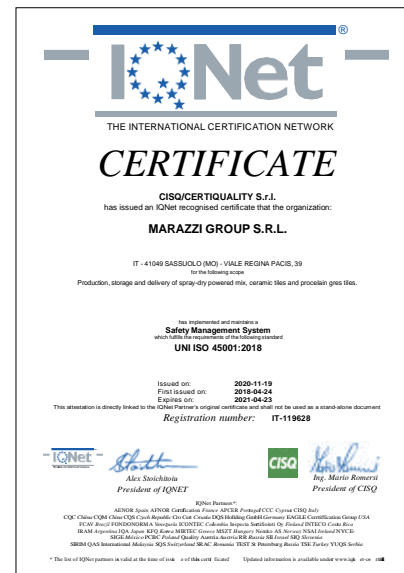 ®
IQNet
THE INTERNATIONAL CERTIFICATION NETWORK
CERTIFICATE
CISQ/CERTIQUALITY S.r.l.
has issued an IQNet recognised certificate that the organization:
MARAZZI GROUP S.R.L.
IT - 41049 SASSUOLO (MO) - VIALE REGINA PACIS, 39
for the following scope
Production, storage and delivery of spray-dry powred mix, ceramic tiles and procelain gres tiles.
has implemented and maintains a
Safety Management System
which fulfills the requirements of the following standard
UNI ISO 45001:2018
Issued on: 2020-11-19
First issued on: 2018-04-24
Expires on: 2021-04-23
This attestation is directly linked to the IQNet Partner's original certificate and shall not be used as a stand-alone document
Registration number: IT-119628
IQNet
CISQ
Alex Stoichitoiu
Ing. Mario Romersi
President of IQNET
President of CISQ
IQNet Partners*:
AENOR Spain AFNOR Certification France APCER Portugal CCC Cyprus CISQ Italy
CQC China CQM China CQS Czech Republic Cro Cert Croatia DQS Holding GmbH Germany EAGLE Certification Group USA
FCAV Brazil FONDONORMA Venezuela ICONTEC Colombia Inspecta Sertifiointi Oy Finland INTECO Costa Rica
IRAM Argentina JQA Japan KFQ Korea MIRTEC Greece MSZT Hungary Nemko AS Norway NSAI Ireland NYCE-
SIGE México PCBC Poland Quality Austria Austria RR Russia SII Israel SIQ Slovenia
SIRIM QAS International Malaysia SQS Switzerland SRAC Romania TEST St Petersburg Russia TSE Turkey YUQS Serbia
* The list of IQNet partners is valid at the time of issue of this certificated Updated information is available under www.iq